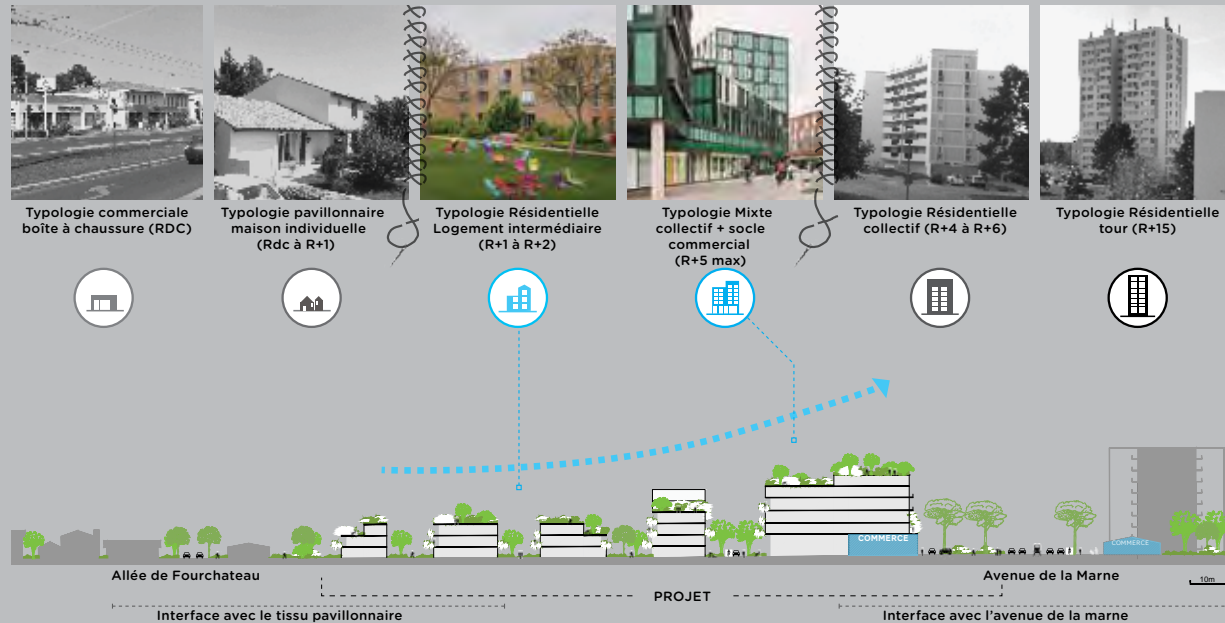 Typologie commerciale
boîte à chaussure (RDC)
Typologie pavillonnaire
maison individuelle
(Rdc à R+1)
Typologie Résidentielle
Logement intermédiaire
(R+1 à R+2)
Typologie Mixte
collectif + socle
commercial
(R+5 max)
Typologie Résidentielle
collectif (R+4 à R+6)
Typologie Résidentielle
tour (R+15)
COMMERCE
COMMERCE
Allée de Fourchateau
Avenue de la Marne
10m
PROJET
Interface avec le tissu pavillonnaire
Interface avec l'avenue de la marne